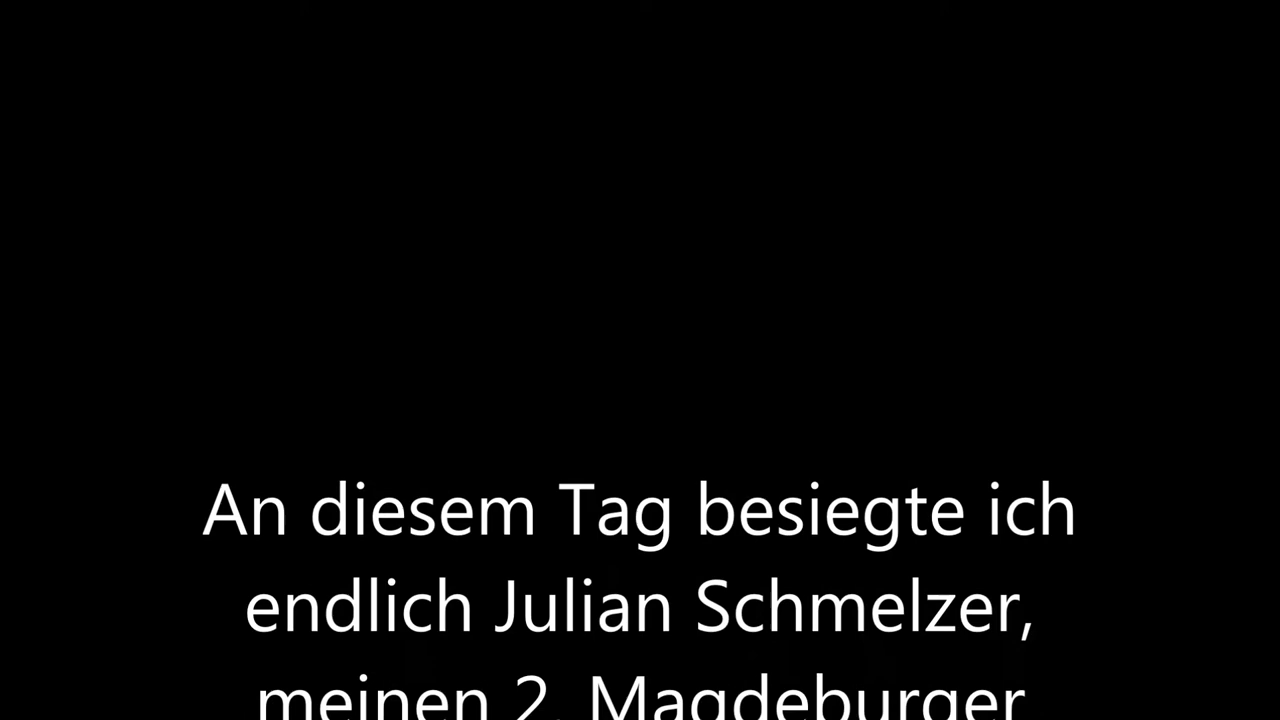 An diesem Tag besiegte ich
endlich Julian Schmelzer,
meinen 2. Magdeburger